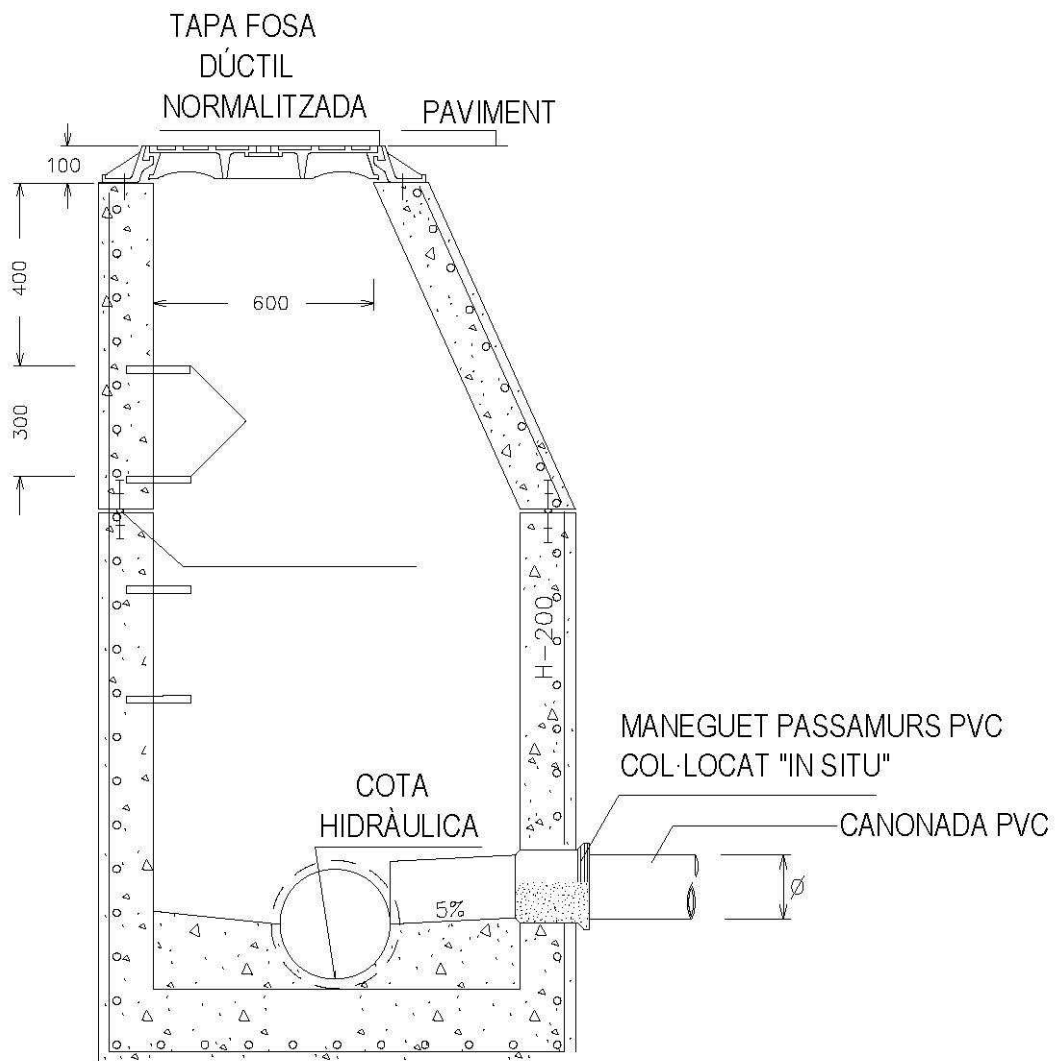 TAPA FOSA
DÚCTIL
NORMALITZADA
PAVIMENT
100
400
600
300
H-200
MANEGUET PASSAMURS PVC
COL·LOCAT "IN SITU"
COTA
HIDRÀULICA
CANONADA PVC
5%
Ø